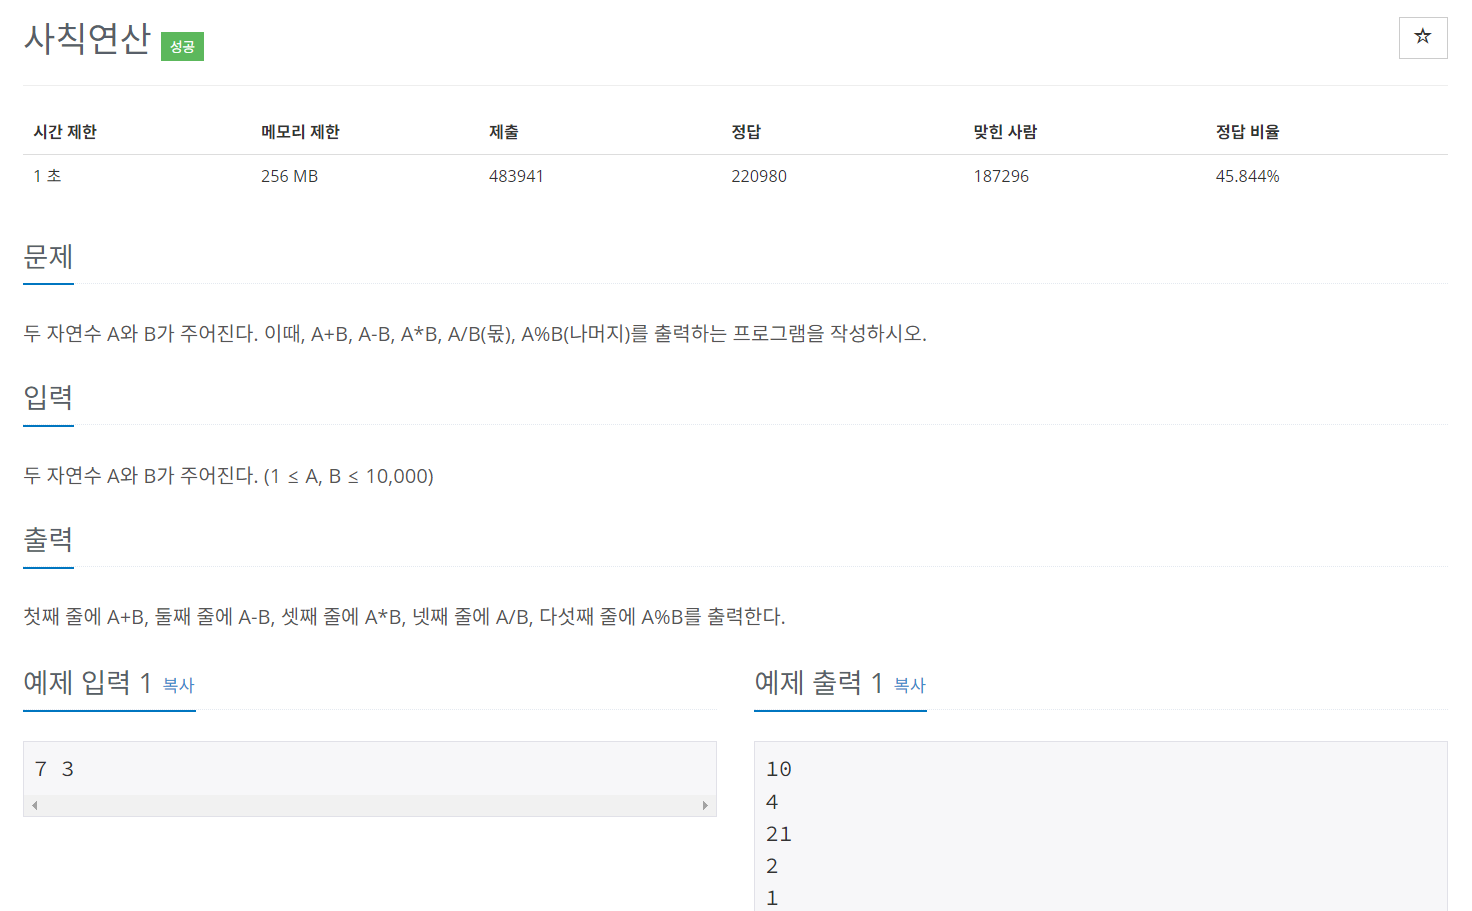 사칙연산 성공
☆
시간 제한 메모리 제한 제출 정답 맞힌 사람 정답 비율
1 초 256 MB 483941 220980 187296 45.844%
문제
두 자연수 A와 B가 주어진다. 이때, A+B, A-B, A*B, A/B(몫), A%B(나머지)를 출력하는 프로그램을 작성하시오.
입력
두 자연수 A와 B가 주어진다. (1 ≤ A, B ≤ 10,000)
출력
첫째 줄에 A+B, 둘째 줄에 A-B, 셋째 줄에 A*B, 넷째 줄에 A/B, 다섯째 줄에 A%B를 출력한다.
예제 입력 1 복사
7 3
예제 출력 1 복사
10
4
21
2
1